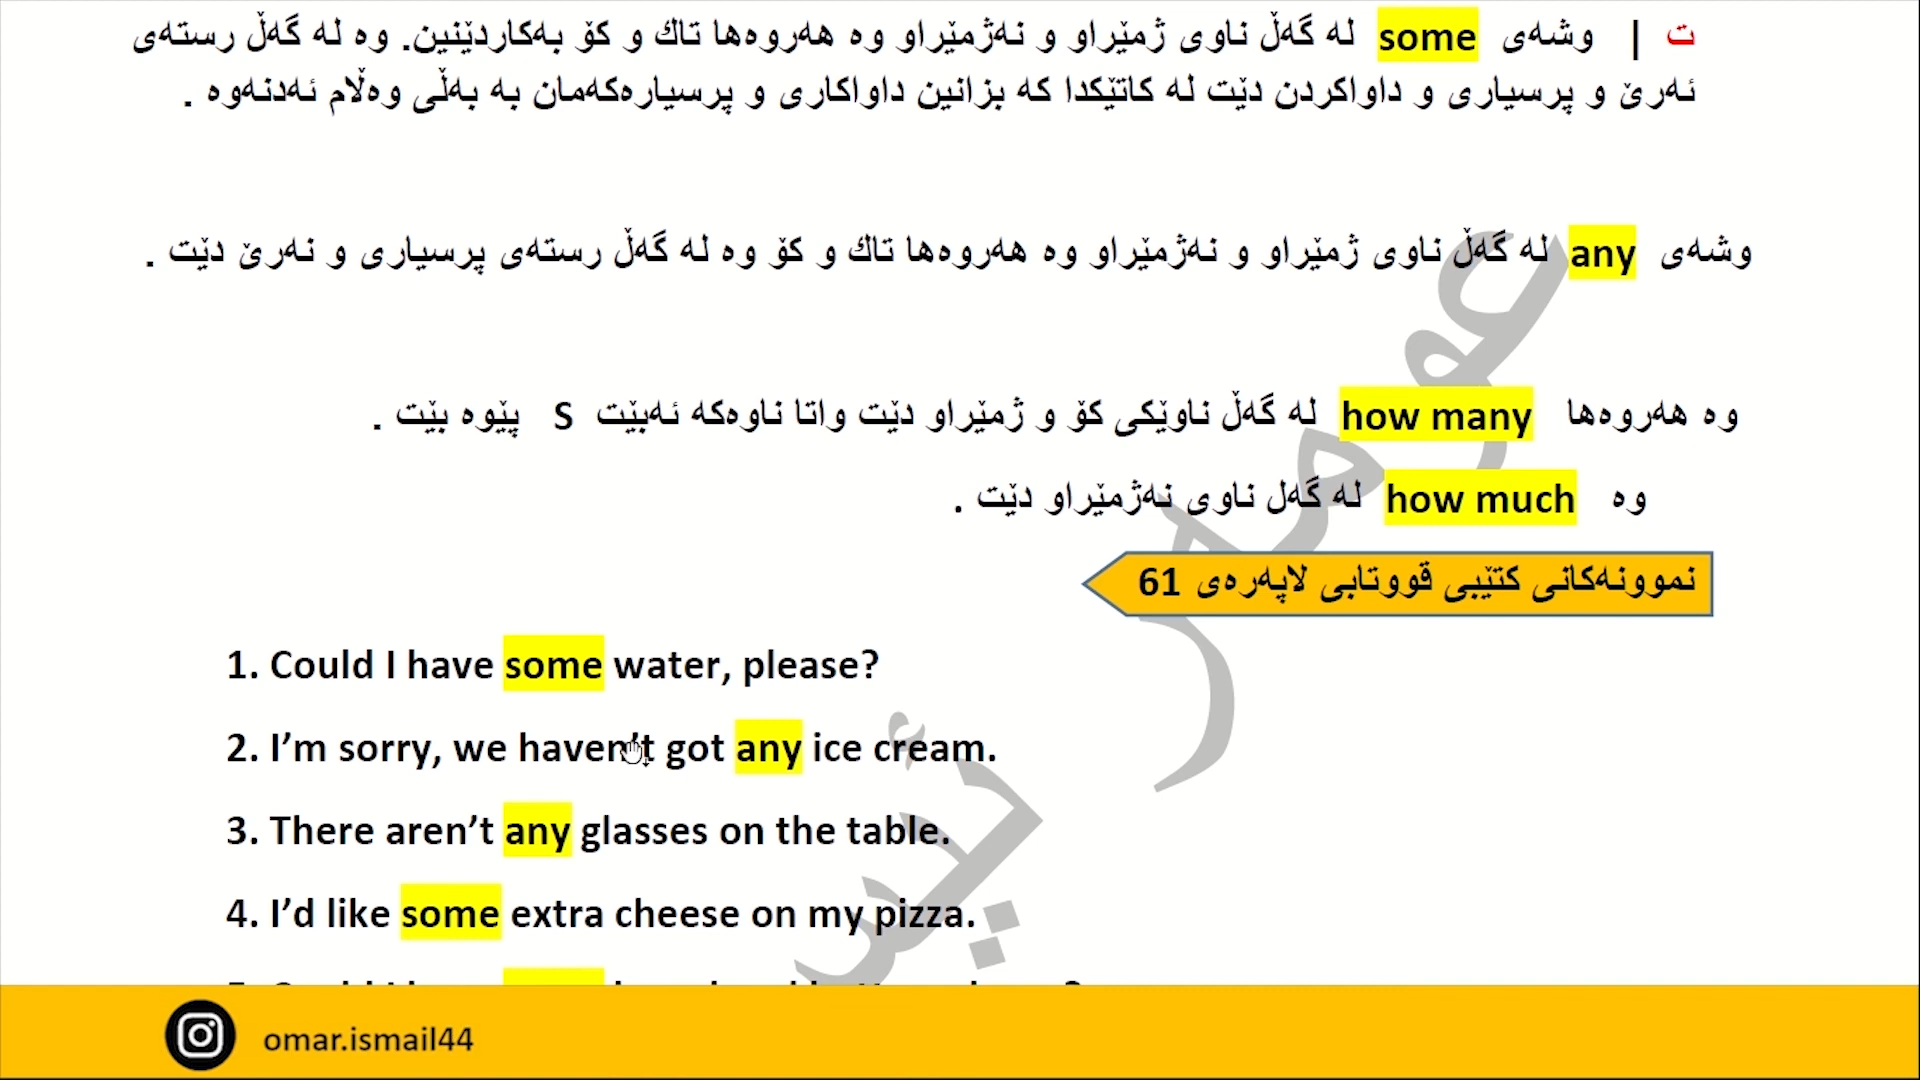 ت | وشەی some لە گەڵ ناوی ژمێراو و نەژمێراو وە هەروەها تاك و كۆ بەكاردێنین. وە لە گەڵ رستەی
ئەرێ و پرسیاری و داواكردن دێت لە كاتێكدا كە بزانین داواكاری و پرسیارەكەمان بە بەڵی وەڵام ئەدنەوە .
وشەی any لە گەڵ ناوی ژمێراو و نەژمێراو وە هەروەها تاك و كۆ وە لە گەڵ رستەی پرسیاری و نەرێ دێت .
وە هەروەها how many لە گەڵ ناوێكی كۆ و ژمێراو دێت واتا ناوەكە ئەبێت S پێوە بێت .
وە how much لە گەل ناوی نەژمێراو دێت .
نموونەكانی كتێبی قووتابی لاپەرەی 61
1. Could I have some water, please?
2. I’m sorry, we haven’t got any ice cream.
3. There aren’t any glasses on the table.
4. I’d like some extra cheese on my pizza.
omar.ismail44
عومەر